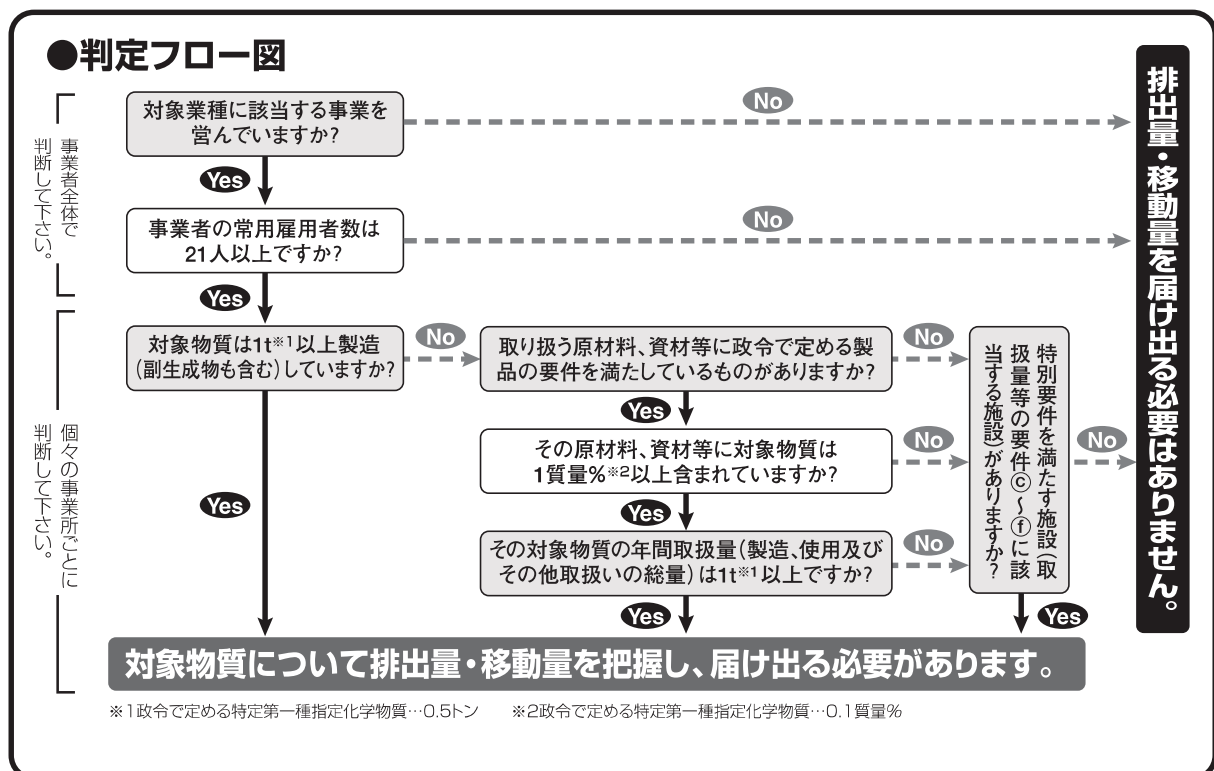 ●判定フロー図
事業者全体で
判断して下さい。
対象業種に該当する事業を
営んでいますか?
No
Yes
事業者の常用雇用者数は
21人以上ですか?
No
Yes
個々の事業所ごとに
判断して下さい。
対象物質は1t※1以上製造
(副生成物も含む)していますか?
No
Yes
取り扱う原材料、資材等に政令で定める製
品の要件を満たしているものがありますか?
No
Yes
その原材料、資材等に対象物質は
1質量%※2以上含まれていますか?
No
Yes
その対象物質の年間取扱量(製造、使用及び
その他取扱いの総量)は1t※1以上ですか?
No
Yes
特別要件を満たす施設(取
扱量等の要件ⓒ~ⓕに該
当する施設)がありますか?
No
Yes
排出量・移動量を届け出る必要はありません。
対象物質について排出量・移動量を把握し、届け出る必要があります。
※1政令で定める特定第一種指定化学物質…0.5トン ※2政令で定める特定第一種指定化学物質…0.1質量%